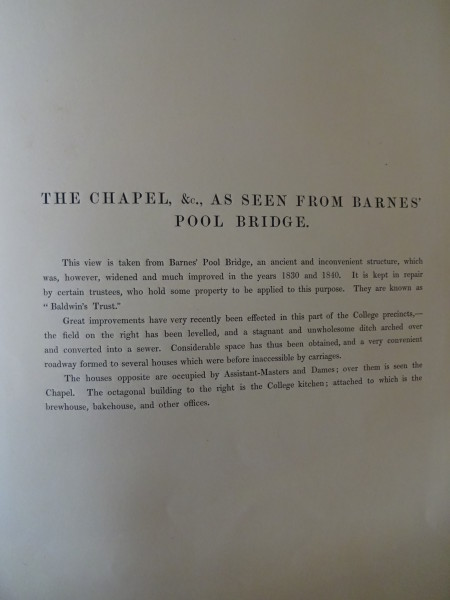 THE CHAPEL, &c., AS SEEN FROM BARNES'
POOL BRIDGE.
This view is taken from Barnes' Pool Bridge, an ancient and inconvenient structure, which
was, however, widened and much improved in the years 1830 and 1840. It is kept in repair
by certain trustees, who hold some property to be applied to this purpose. They are known as
"Baldwin's Trust."
Great improvements have very recently been effected in this part of the College precincts,—
the field on the right has been levelled, and a stagnant and unwholesome ditch arched over
and converted into a sewer. Considerable space has thus been obtained, and a very convenient
roadway formed to several houses which were before inaccessible by carriages.
The houses opposite are occupied by Assistant-Masters and Dames; over them is seen the
Chapel. The octagonal building to the right is the College kitchen; attached to which is the
brewhouse, bakehouse, and other offices.